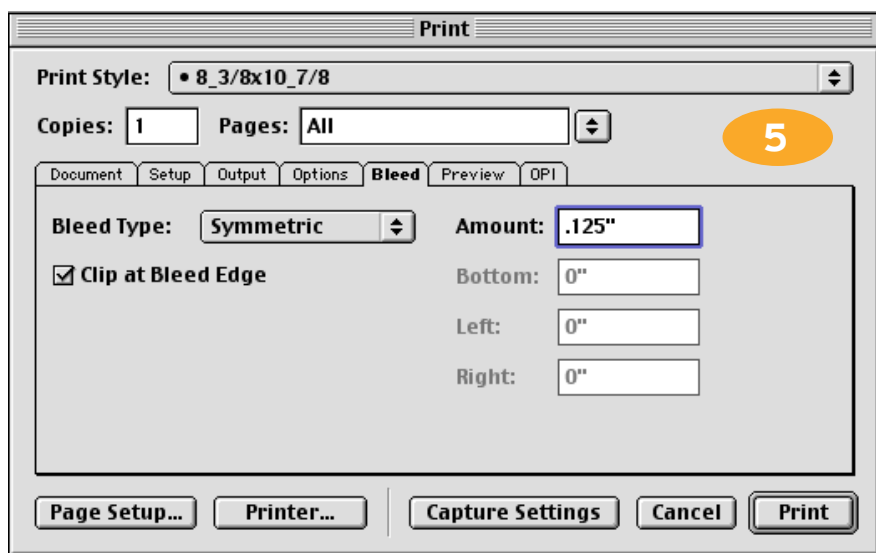 Print
Print Style: • 8_3/8x10_7/8
Copies: 1 Pages: All
5
Document Setup Output Options Bleed Preview OPI
Bleed Type: Symmetric Amount: .125"
Clip at Bleed Edge Bottom: 0"
Left: 0"
Right: 0"
Page Setup... Printer... Capture Settings Cancel Print